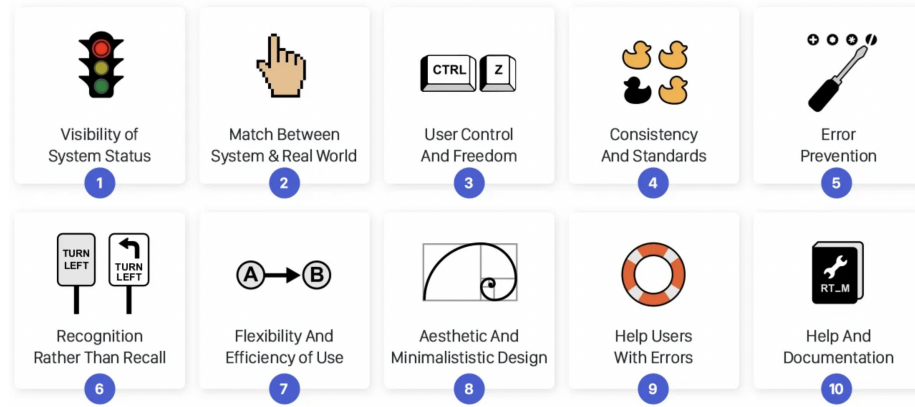 CTRL Z
Visibility of
System Status
1
Match Between
System & Real World
2
User Control
And Freedom
3
Consistency
And Standards
4
Error
Prevention
5
TURN
LEFT
TURN
LEFT
Recognition
Rather Than Recall
6
A B
Flexibility And
Efficiency of Use
7
Aesthetic And
Minimalististic Design
8
Help Users
With Errors
9
RT_M
Help And
Documentation
10